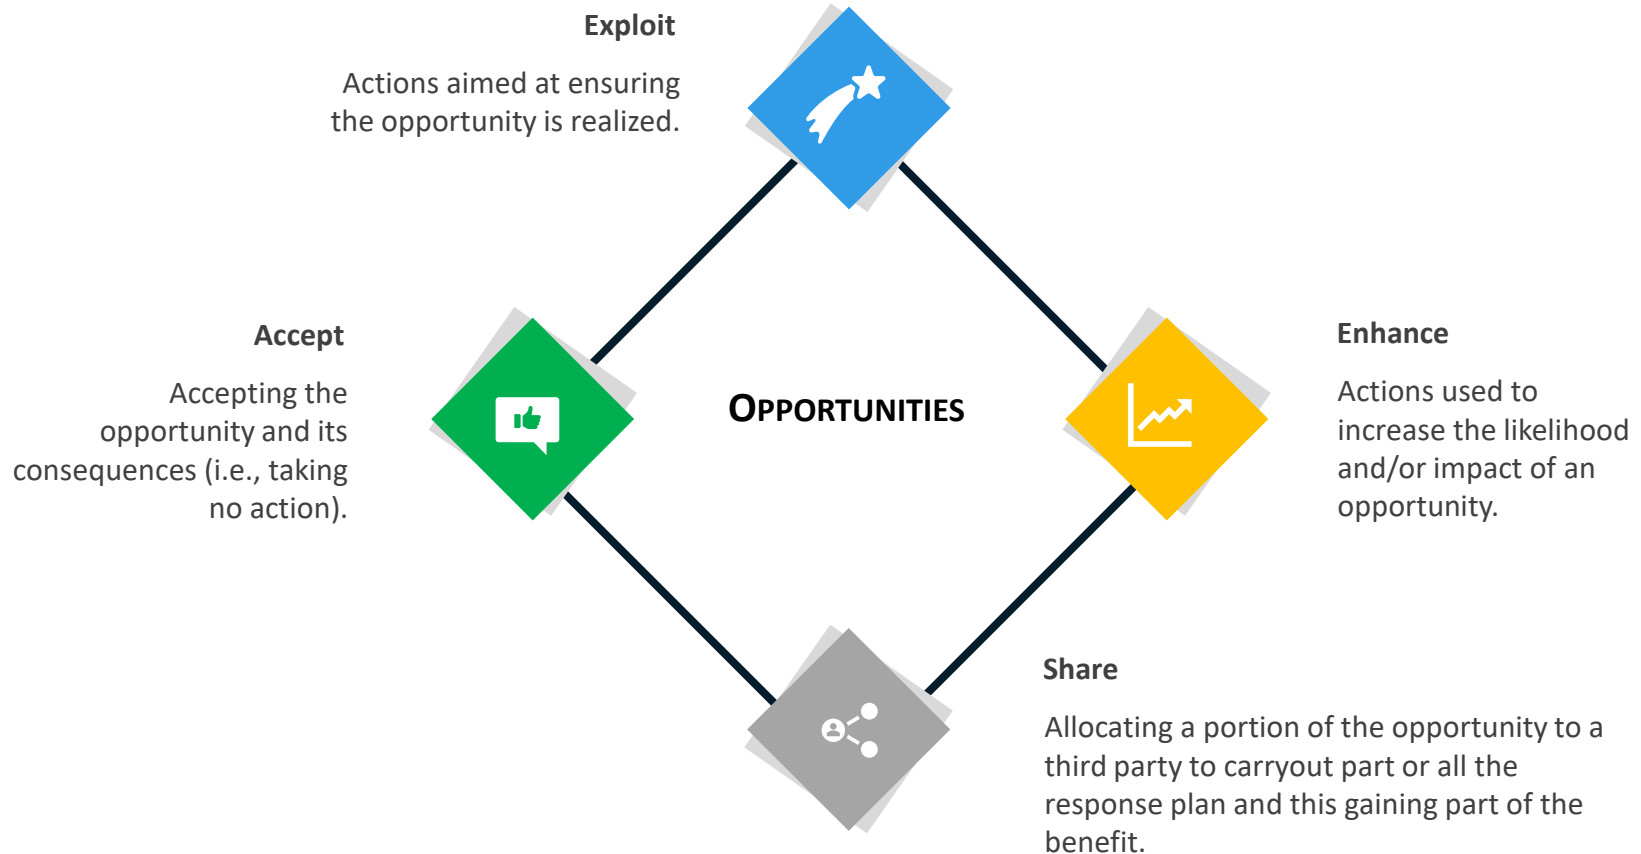 Exploit
Actions aimed at ensuring
the opportunity is realized.
Accept
Accepting the
opportunity and its
consequences (i.e., taking
no action).
OPPORTUNITIES
Enhance
Actions used to
increase the likelihood
and/or impact of an
opportunity.
Share
Allocating a portion of the opportunity to a
third party to carryout part or all the
response plan and this gaining part of the
benefit.